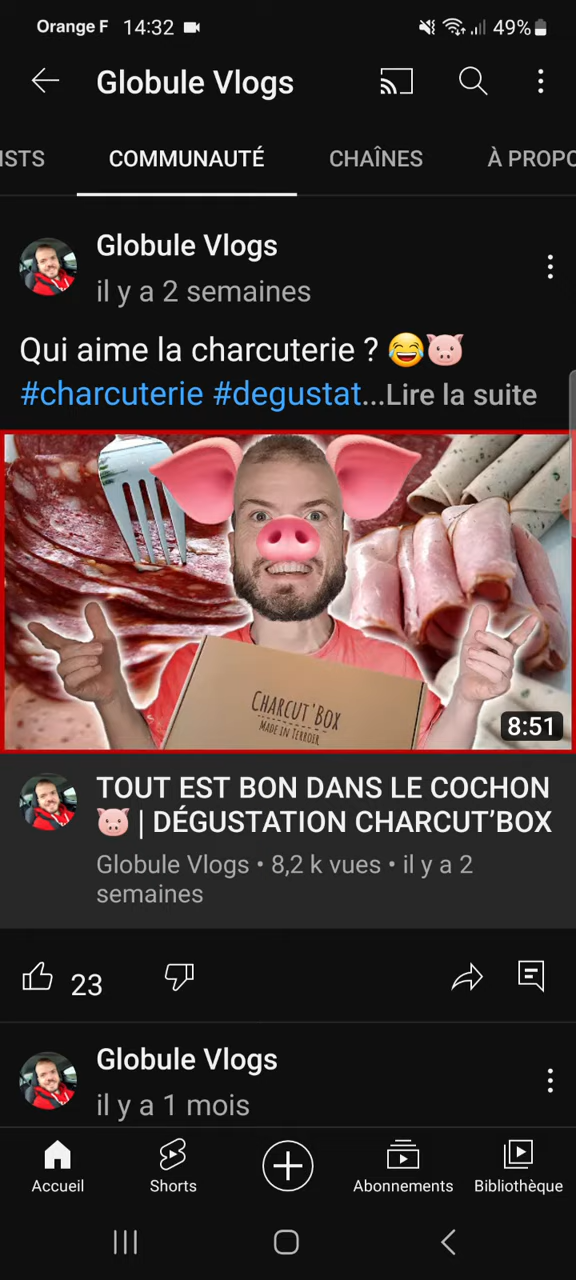 Orange F 14:32 49%
Globule Vlogs
ISTS COMMUNAUTÉ CHAÎNES À PROPO
Globule Vlogs
il y a 2 semaines
Qui aime la charcuterie ? 😂🐷
#charcuterie #degustat...Lire la suite
CHARCUT'BOX
MADE IN TERROIR
8:51
TOUT EST BON DANS LE COCHON
🐷 | DÉGUSTATION CHARCUT’BOX
Globule Vlogs • 8,2 k vues • il y a 2
semaines
23
Globule Vlogs
il y a 1 mois
Accueil Shorts Abonnements Bibliothèque